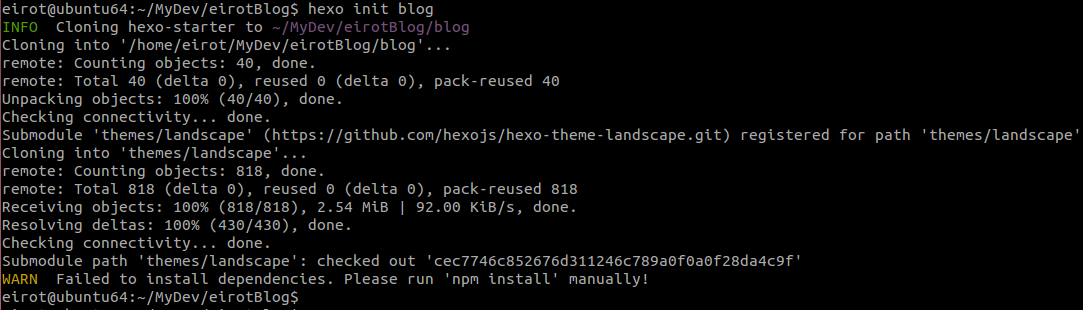 eirot@ubuntu64:~/MyDev/eirotBlog$ hexo init blog
INFO  Cloning hexo-starter to ~/MyDev/eirotBlog/blog
Cloning into '/home/eirot/MyDev/eirotBlog/blog'...
remote: Counting objects: 40, done.
remote: Total 40 (delta 0), reused 0 (delta 0), pack-reused 40
Unpacking objects: 100% (40/40), done.
Checking connectivity... done.
Submodule 'themes/landscape' (https://github.com/hexojs/hexo-theme-landscape.git) registered for path 'themes/landscape'
Cloning into 'themes/landscape'...
remote: Counting objects: 818, done.
remote: Total 818 (delta 0), reused 0 (delta 0), pack-reused 818
Receiving objects: 100% (818/818), 2.54 MiB | 92.00 KiB/s, done.
Resolving deltas: 100% (430/430), done.
Checking connectivity... done.
Submodule path 'themes/landscape': checked out 'cec7746c852676d311246c789a0f0a0f28da4c9f'
WARN  Failed to install dependencies. Please run 'npm install' manually!
eirot@ubuntu64:~/MyDev/eirotBlog$